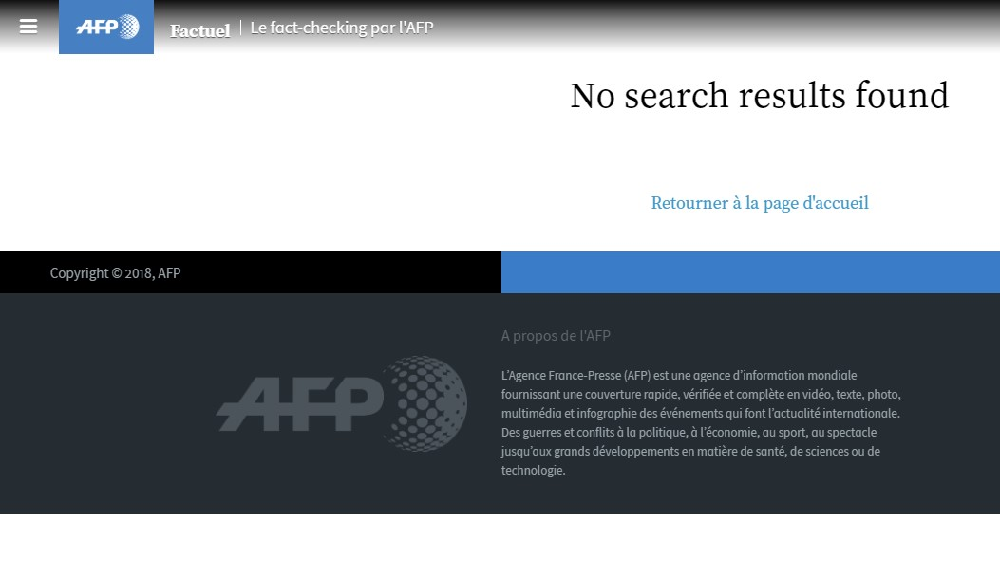 AFP
Factuel
Le fact-checking par l'AFP
No search results found
Retourner à la page d'accueil
Copyright © 2018, AFP
A propos de l'AFP
AFP
L’Agence France-Presse (AFP) est une agence d’information mondiale
fournissant une couverture rapide, vérifiée et complète en vidéo, texte, photo,
multimédia et infographie des événements qui font l’actualité internationale.
Des guerres et conflits à la politique, à l’économie, au sport, au spectacle
jusqu’aux grands développements en matière de santé, de sciences ou de
technologie.